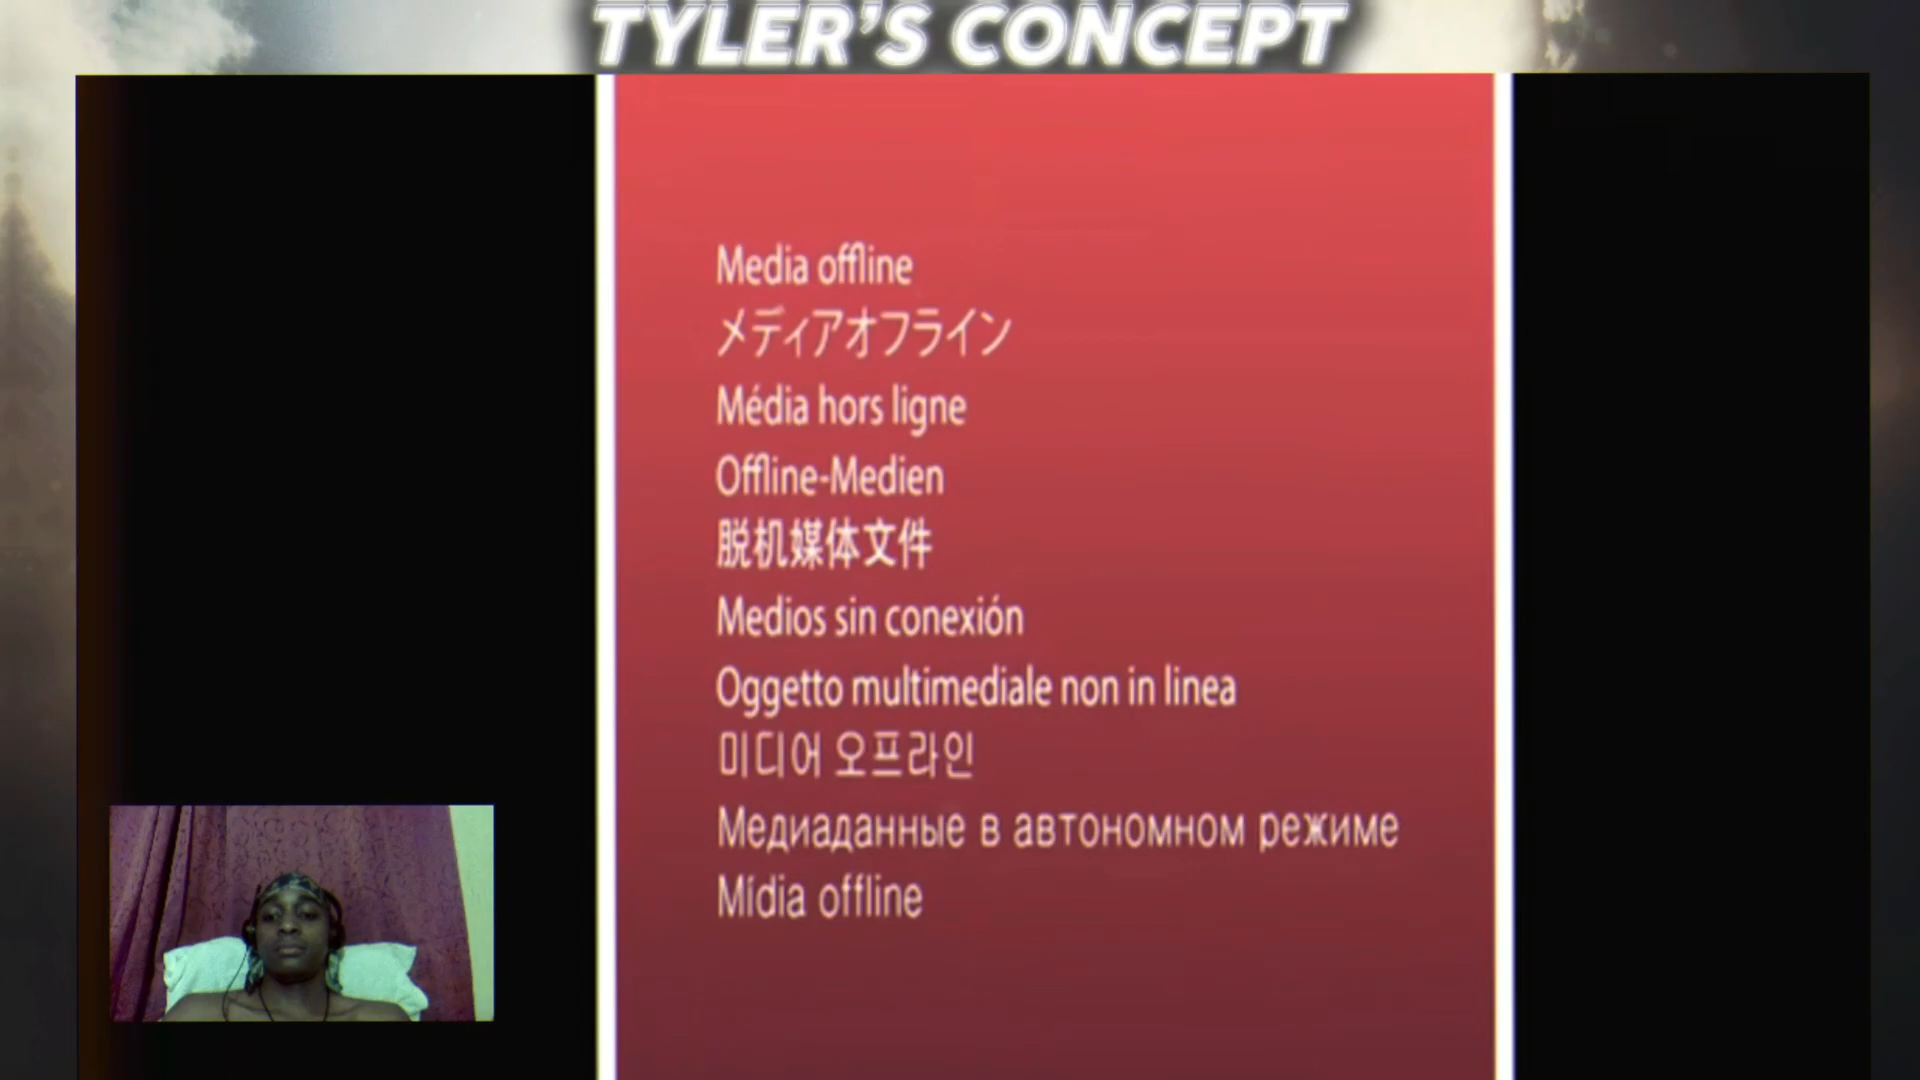 TYLER'S CONCEPT
Media offline
メディアオフライン
Média hors ligne
Offline-Medien
脱机媒体文件
Medios sin conexión
Oggetto multimediale non in linea
미디어 오프라인
Медиаданные в автономном режиме
Mídia offline